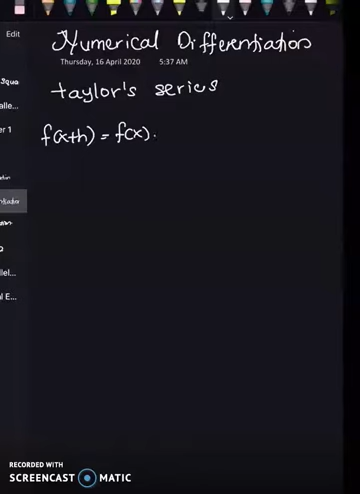 Edit
Numerical Differentiation
Thursday, 16 April 2020 5:37 AM
Taylor's series
f(x+h) = f(x).
RECORDED WITH
SCREENCAST MATIC